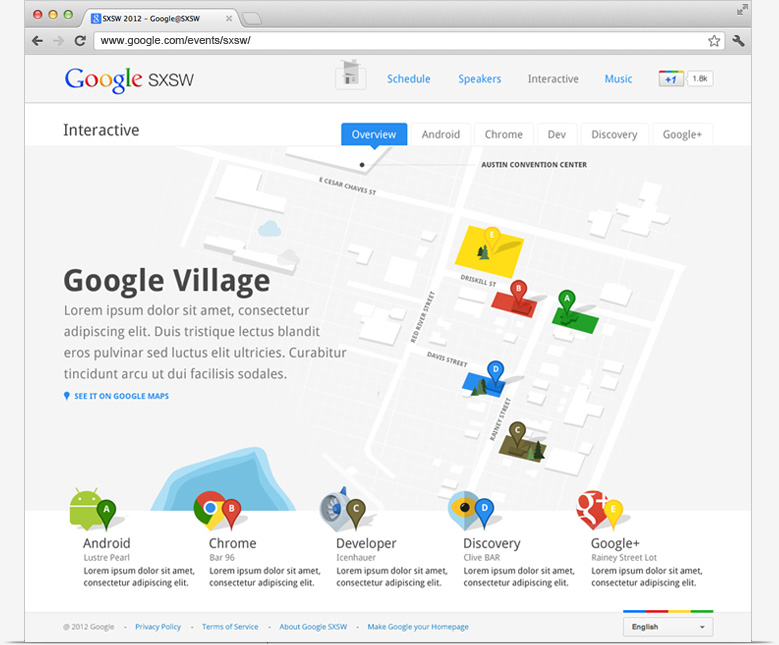 SXSW 2012 - Google@SXSW
www.google.com/events/sxsw/
Google SXSW
Schedule
Speakers
Interactive
Music
+1
1.8k
Interactive
Overview
Android
Chrome
Dev
Discovery
Google+
AUSTIN CONVENTION CENTER
E CESAR CHAVES ST
E
DRISKILL ST
B
A
RED RIVER STREET
DAVIS STREET
D
RAINEY STREET
C
Google Village
Lorem ipsum dolor sit amet, consectetur
adipiscing elit. Duis tristique lectus blandit
eros pulvinar sed luctus elit ultricies. Curabitur
tincidunt arcu ut dui facilisis sodales.
SEE IT ON GOOGLE MAPS
A
Android
Lustre Pearl
Lorem ipsum dolor sit amet,
consectetur adipiscing elit.
B
Chrome
Bar 96
Lorem ipsum dolor sit amet,
consectetur adipiscing elit.
C
Developer
Icenhauer
Lorem ipsum dolor sit amet,
consectetur adipiscing elit.
D
Discovery
Clive BAR
Lorem ipsum dolor sit amet,
consectetur adipiscing elit.
g+
E
Google+
Rainey Street Lot
Lorem ipsum dolor sit amet,
consectetur adipiscing elit.
@ 2012 Google - Privacy Policy - Terms of Service - About Google SXSW - Make Google your Homepage
English